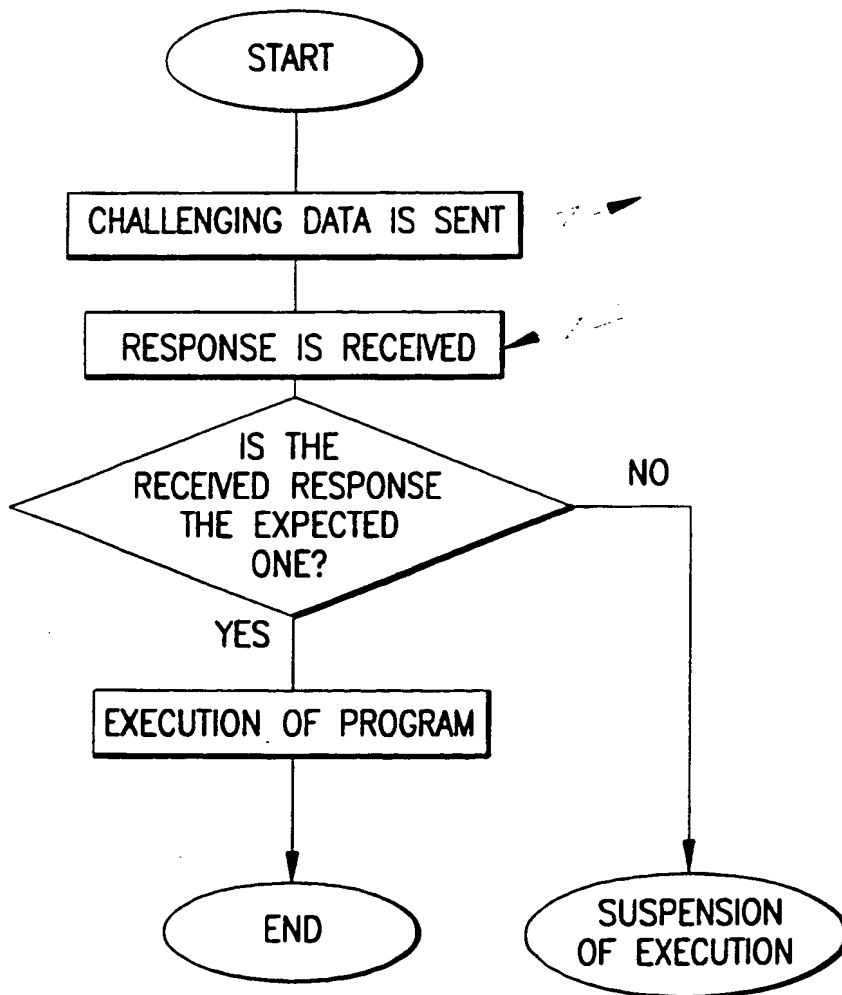 START
CHALLENGING DATA IS SENT
RESPONSE IS RECEIVED
IS THE
RECEIVED RESPONSE
THE EXPECTED
ONE?
NO
YES
EXECUTION OF PROGRAM
END
SUSPENSION
OF EXECUTION